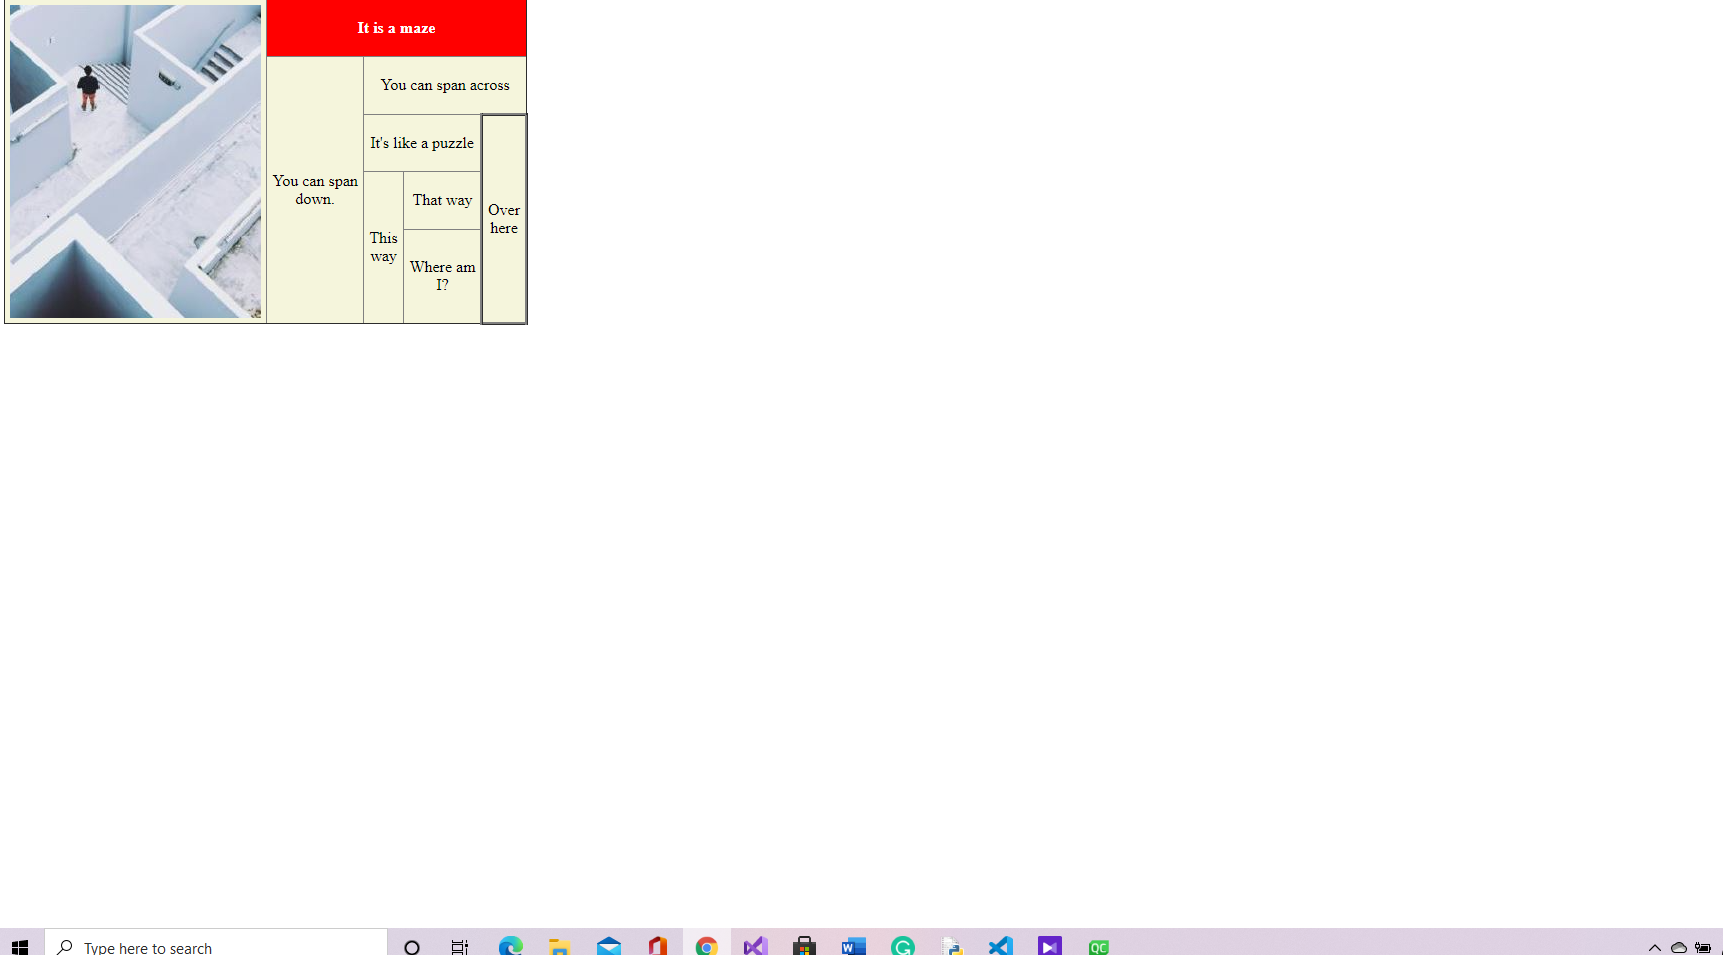 It is a maze
You can span across
It's like a puzzle
You can span
down.
That way
Over
here
This
way
Where am
I?
Type here to search
W
G
QC